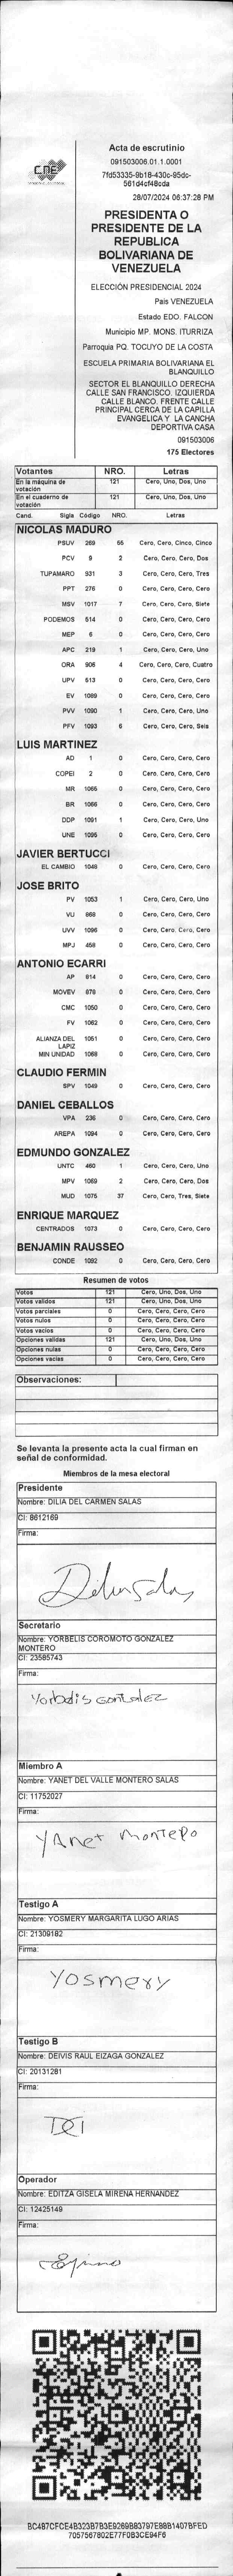 CNE
Acta de escrutinio
091503006.01.1.0001
7fd53335-9b18-430c-95dc-
561d4cf48cda
28/07/2024 06:37:28 PM
PRESIDENTA O
PRESIDENTE DE LA
REPUBLICA
BOLIVARIANA DE
VENEZUELA
ELECCIÓN PRESIDENCIAL 2024
Pais VENEZUELA
Estado EDO. FALCON
Municipio MP. MONS. ITURRIZA
Parroquia PQ. TOCUYO DE LA COSTA
ESCUELA PRIMARIA BOLIVARIANA EL
BLANQUILLO
SECTOR EL BLANQUILLO DERECHA
CALLE SAN FRANCISCO. IZQUIERDA
CALLE BLANCO. FRENTE CALLE
PRINCIPAL CERCA DE LA CAPILLA
EVANGELICA Y LA CANCHA
DEPORTIVA CASA
091503006
175 Electores
Votantes NRO. Letras
En la máquina de votación 121 Cero, Uno, Dos, Uno
En el cuaderno de votación 121 Cero, Uno, Dos, Uno
Cand. Sigla Código NRO. Letras
NICOLAS MADURO
PSUV 269 55 Cero, Cero, Cinco, Cinco
PCV 9 2 Cero, Cero, Cero, Dos
TUPAMARO 931 3 Cero, Cero, Cero, Tres
PPT 276 0 Cero, Cero, Cero, Cero
MSV 1017 7 Cero, Cero, Cero, Siete
PODEMOS 514 0 Cero, Cero, Cero, Cero
MEP 6 0 Cero, Cero, Cero, Cero
APC 219 1 Cero, Cero, Cero, Uno
ORA 906 4 Cero, Cero, Cero, Cuatro
UPV 513 0 Cero, Cero, Cero, Cero
EV 1089 0 Cero, Cero, Cero, Cero
PVV 1090 1 Cero, Cero, Cero, Uno
PFV 1093 6 Cero, Cero, Cero, Seis
LUIS MARTINEZ
AD 1 0 Cero, Cero, Cero, Cero
COPEI 2 0 Cero, Cero, Cero, Cero
MR 1065 0 Cero, Cero, Cero, Cero
BR 1066 0 Cero, Cero, Cero, Cero
DDP 1091 1 Cero, Cero, Cero, Uno
UNE 1095 0 Cero, Cero, Cero, Cero
JAVIER BERTUCCI
EL CAMBIO 1046 0 Cero, Cero, Cero, Cero
JOSE BRITO
PV 1053 1 Cero, Cero, Cero, Uno
VU 868 0 Cero, Cero, Cero, Cero
UVV 1096 0 Cero, Cero, Cero, Cero
MPJ 458 0 Cero, Cero, Cero, Cero
ANTONIO ECARRI
AP 814 0 Cero, Cero, Cero, Cero
MOVEV 878 0 Cero, Cero, Cero, Cero
CMC 1050 0 Cero, Cero, Cero, Cero
FV 1062 0 Cero, Cero, Cero, Cero
ALIANZA DEL LAPIZ 1051 0 Cero, Cero, Cero, Cero
MIN UNIDAD 1068 0 Cero, Cero, Cero, Cero
CLAUDIO FERMIN
SPV 1049 0 Cero, Cero, Cero, Cero
DANIEL CEBALLOS
VPA 236 0 Cero, Cero, Cero, Cero
AREPA 1094 0 Cero, Cero, Cero, Cero
EDMUNDO GONZALEZ
UNTC 460 1 Cero, Cero, Cero, Uno
MPV 1069 2 Cero, Cero, Cero, Dos
MUD 1075 37 Cero, Cero, Tres, Siete
ENRIQUE MARQUEZ
CENTRADOS 1073 0 Cero, Cero, Cero, Cero
BENJAMIN RAUSSEO
CONDE 1092 0 Cero, Cero, Cero, Cero
Resumen de votos
Votos 121 Cero, Uno, Dos, Uno
Votos validos 121 Cero, Uno, Dos, Uno
Votos parciales 0 Cero, Cero, Cero, Cero
Votos nulos 0 Cero, Cero, Cero, Cero
Votos vacios 0 Cero, Cero, Cero, Cero
Opciones validas 121 Cero, Uno, Dos, Uno
Opciones nulas 0 Cero, Cero, Cero, Cero
Opciones vacias 0 Cero, Cero, Cero, Cero
Observaciones:
Se levanta la presente acta la cual firman en
señal de conformidad.
Miembros de la mesa electoral
Presidente
Nombre: DILIA DEL CARMEN SALAS
CI: 8612169
Firma:
Secretario
Nombre: YORBELIS COROMOTO GONZALEZ
MONTERO
CI: 23585743
Firma:
Yorbelis Gonzalez
Miembro A
Nombre: YANET DEL VALLE MONTERO SALAS
CI: 11752027
Firma:
YAnet MonteRo
Testigo A
Nombre: YOSMERY MARGARITA LUGO ARIAS
CI: 21309182
Firma:
Yosmery
Testigo B
Nombre: DEIVIS RAUL EIZAGA GONZALEZ
CI: 20131281
Firma:
Operador
Nombre: EDITZA GISELA MIRENA HERNANDEZ
CI: 12425149
Firma:
BC4B7CFCE4B323B7B3E9269B83797E88B1407BFED
7057567802E77F0B3CE94F6